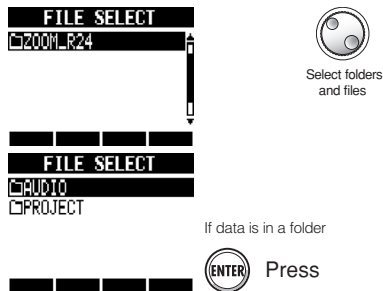 FILE SELECT
ZOOM_R24
Select folders
and files
FILE SELECT
AUDIO
PROJECT
If data is in a folder
ENTER
Press